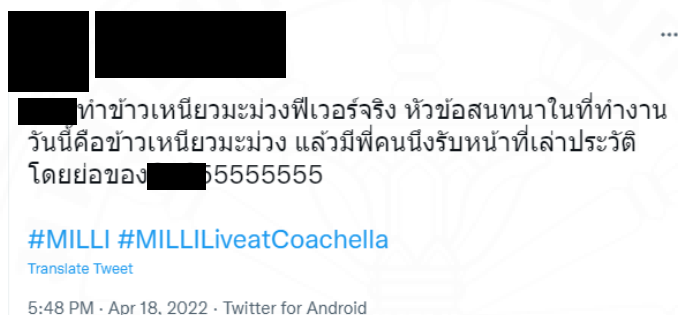 ทำข้าวเหนียวมะม่วงฟีเวอร์จริง หัวข้อสนทนาในที่ทำงาน
วันนี้คือข้าวเหนียวมะม่วง แล้วมีพี่คนนึงรับหน้าที่เล่าประวัติ
โดยย่อของ 55555555
#MILLI #MILLILiveatCoachella
Translate Tweet
5:48 PM · Apr 18, 2022 · Twitter for Android